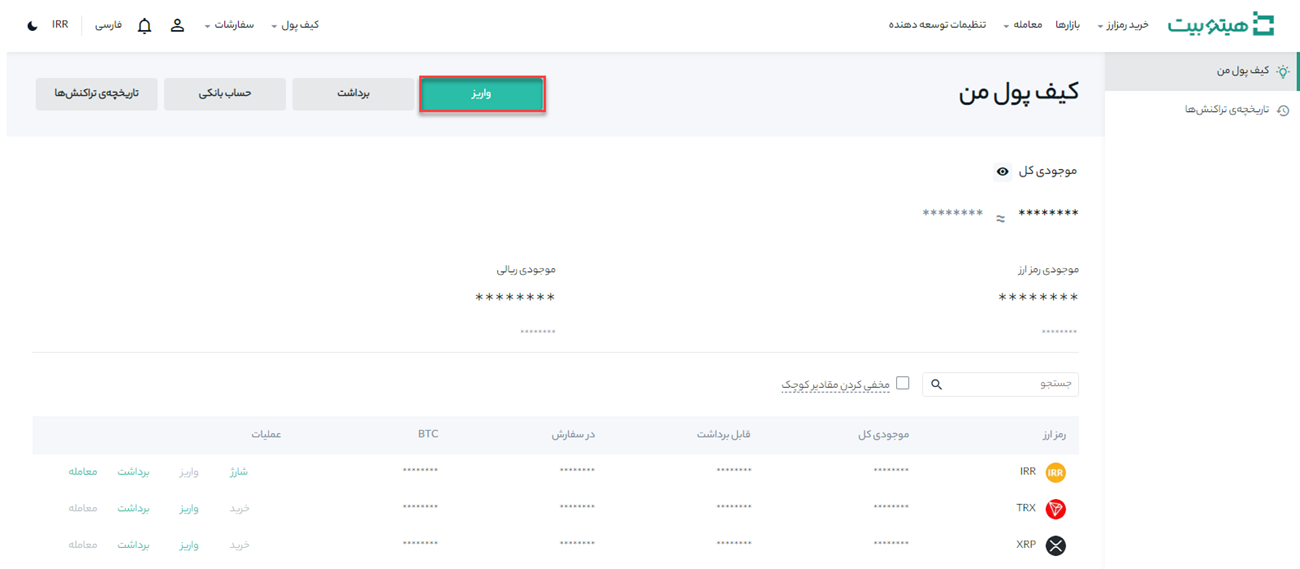 هیتوبیت
خرید رمزارز
بازارها
معامله
تنظیمات توسعه دهنده
کیف پول
سفارشات
فارسی
IRR
کیف پول من
تاریخچه‌ی تراکنش‌ها
کیف پول من
واریز
برداشت
حساب بانکی
تاریخچه‌ی تراکنش‌ها
موجودی کل
******** ≈ ********
موجودی رمز ارز
********
********
موجودی ریالی
********
********
جستجو
مخفی کردن مقادیر کوچک
رمز ارز موجودی کل قابل برداشت در سفارش BTC عملیات
IRR IRR ******** ******** ******** ******** شارژ واریز برداشت معامله
TRX ******** ******** ******** ******** خرید واریز برداشت معامله
XRP ******** ******** ******** ******** خرید واریز برداشت معامله